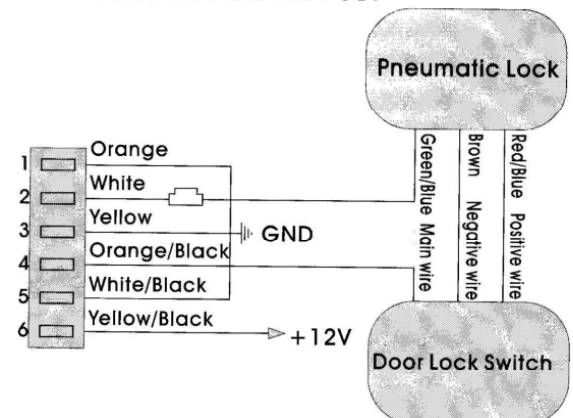 Pneumatic Lock
1 Orange
2 White
3 Yellow
GND
4 Orange/Black
5 White/Black
6 Yellow/Black
+12V
Green/Blue Main wire
Brown Negative wire
Red/Blue Positive wire
Door Lock Switch